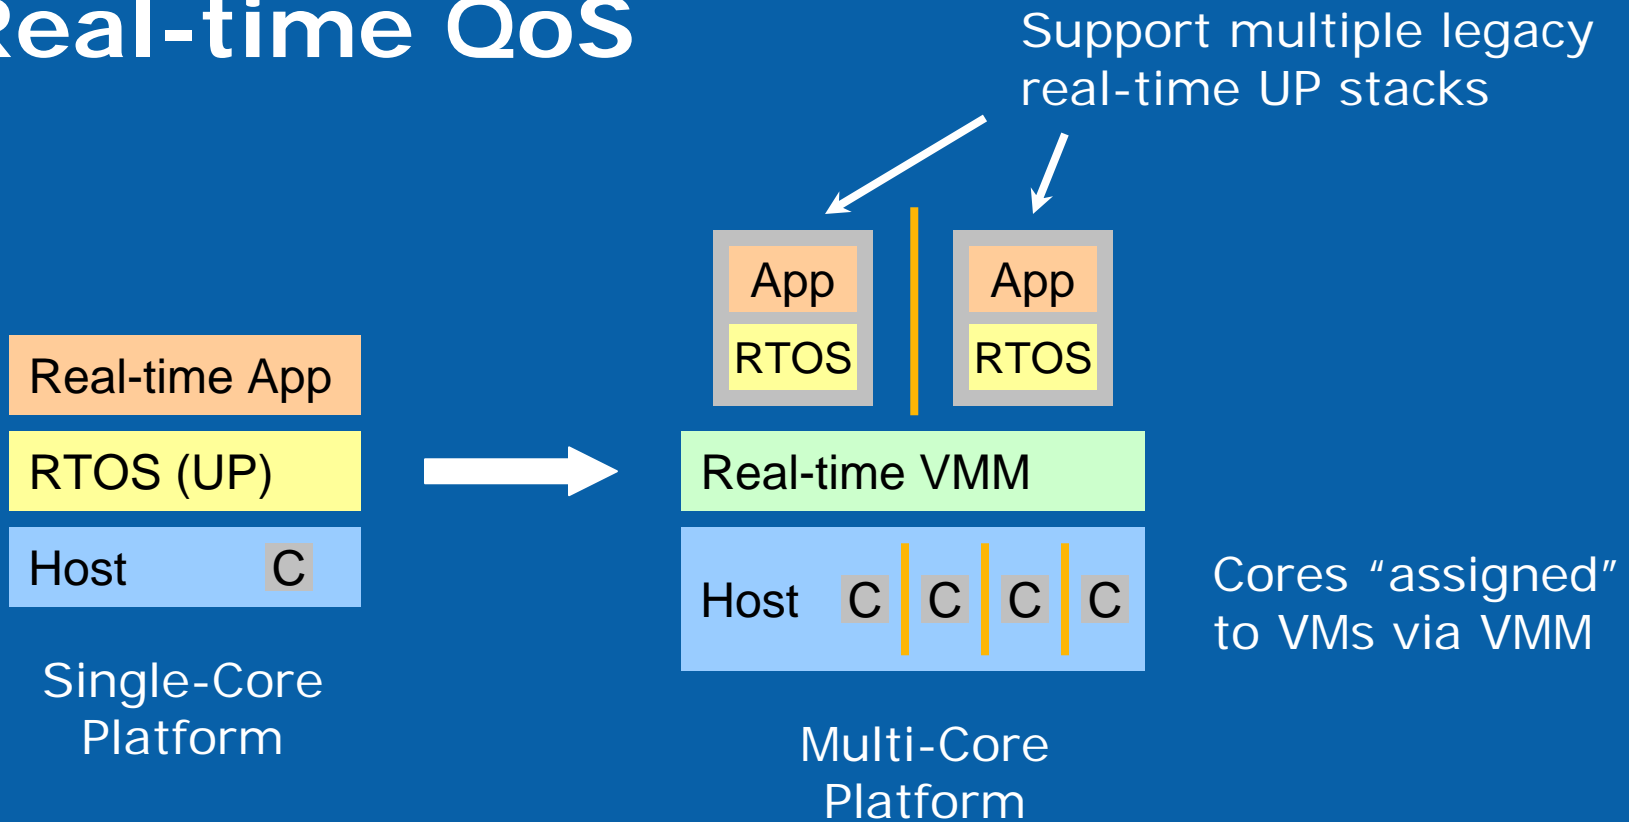 Real-time QoS
Support multiple legacy
real-time UP stacks
App
App
RTOS
RTOS
Real-time App
RTOS (UP)
Host C
Single-Core
Platform
Real-time VMM
Host C C C C
Multi-Core
Platform
Cores “assigned”
to VMs via VMM